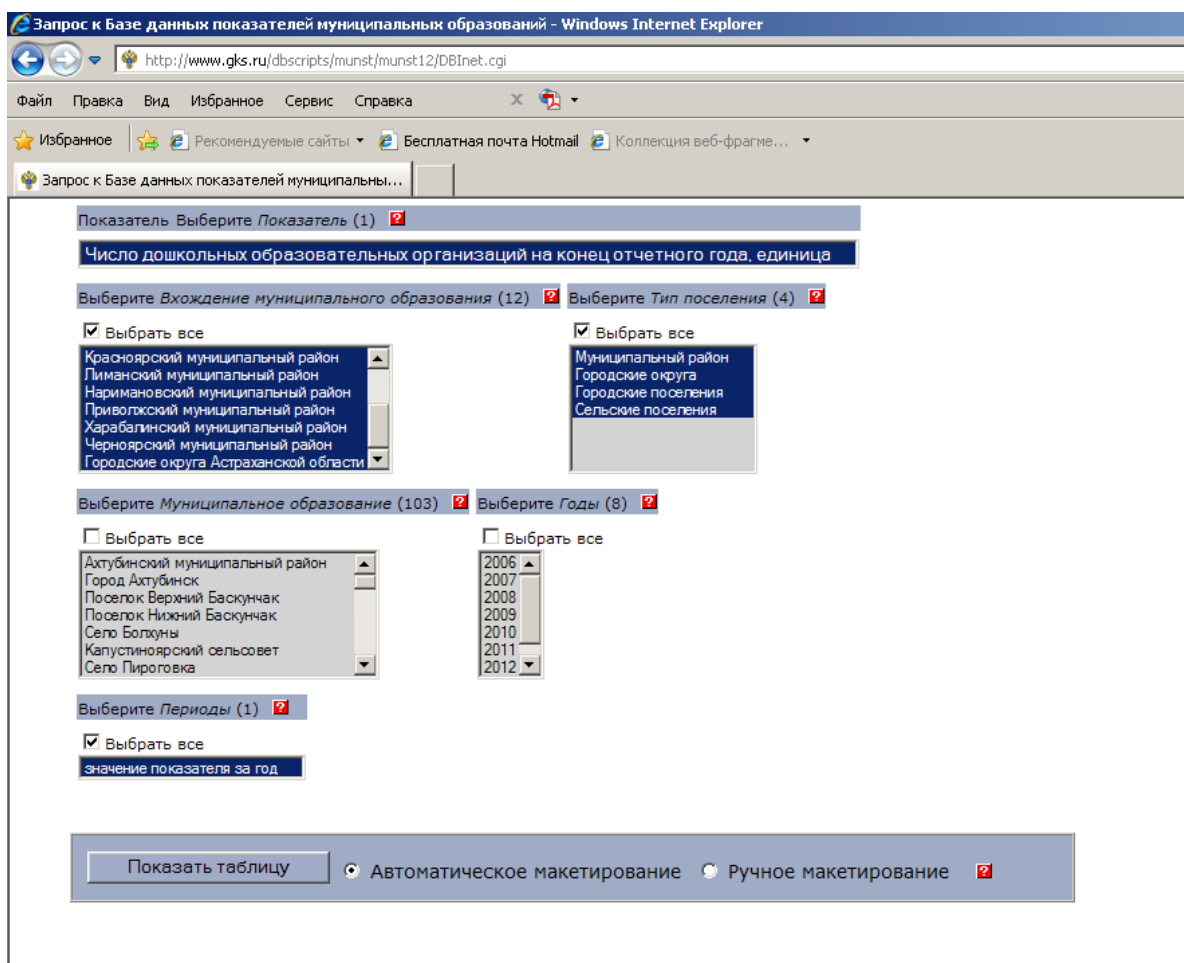 Запрос к Базе данных показателей муниципальных образований - Windows Internet Explorer
http://www.gks.ru/dbscripts/munst/munst12/DBInet.cgi
Файл Правка Вид Избранное Сервис Справка
Избранное Рекомендуемые сайты Бесплатная почта Hotmail Коллекция веб-фрагме...
Запрос к Базе данных показателей муниципальны...
Показатель Выберите Показатель (1) ?
Число дошкольных образовательных организаций на конец отчетного года, единица
Выберите Вхождение муниципального образования (12) ? Выберите Тип поселения (4) ?
Выбрать все Выбрать все
Красноярский муниципальный район
Лиманский муниципальный район
Наримановский муниципальный район
Приволжский муниципальный район
Харабалинский муниципальный район
Черноярский муниципальный район
Городские округа Астраханской области
Муниципальный район
Городские округа
Городские поселения
Сельские поселения
Выберите Муниципальное образование (103) ? Выберите Годы (8) ?
Выбрать все Выбрать все
Ахтубинский муниципальный район
Город Ахтубинск
Поселок Верхний Баскунчак
Поселок Нижний Баскунчак
Село Болхуны
Капустиноярский сельсовет
Село Пироговка
2006
2007
2008
2009
2010
2011
2012
Выберите Периоды (1) ?
Выбрать все
значение показателя за год
Показать таблицу Автоматическое макетирование Ручное макетирование ?